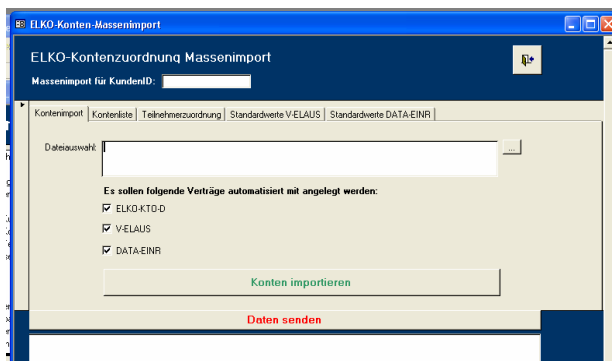 ELKO-Konten-Massenimport
ELKO-Kontenzuordnung Massenimport
Massenimport für KundenID:
Kontenimport Kontenliste Teilnehmerzuordnung Standardwerte V-ELAUS Standardwerte DATA-EINR
Dateiauswahl: ...
Es sollen folgende Verträge automatisiert mit angelegt werden:
ELKO-KTO-D
V-ELAUS
DATA-EINR
Konten importieren
Daten senden